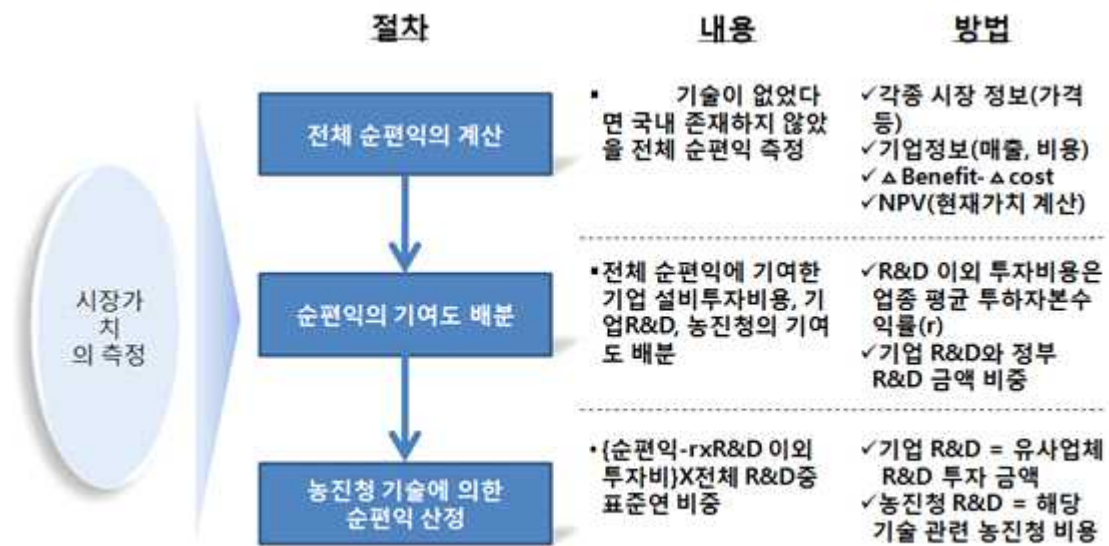 절차 내용 방법
시장가
치
의 측정
전체 순편익의 계산
▪ 기술이 없었다
면 국내 존재하지 않았
을 전체 순편익 측정
✓각종 시장 정보(가격
등)
✓기업정보(매출, 비용)
✓△Benefit-△cost
✓NPV(현재가치 계산)
순편익의 기여도 배분
▪전체 순편익에 기여한
기업 설비투자비용, 기
업R&D, 농진청의 기여
도 배분
✓R&D 이외 투자비용은
업종 평균 투하자본수
익률(r)
✓기업 R&D와 정부
R&D 금액 비중
농진청 기술에 의한
순편익 산정
•{순편익-rxR&D 이외
투자비}X전체 R&D중
표준연 비중
✓기업 R&D = 유사업체
R&D 투자 금액
✓농진청 R&D = 해당
기술 관련 농진청 비용